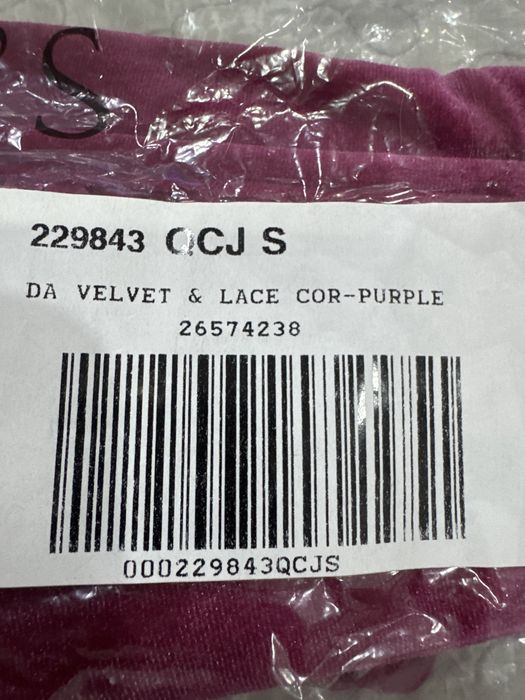 'S
229843 QCJ S
DA VELVET & LACE COR-PURPLE
26574238
000229843QCJS